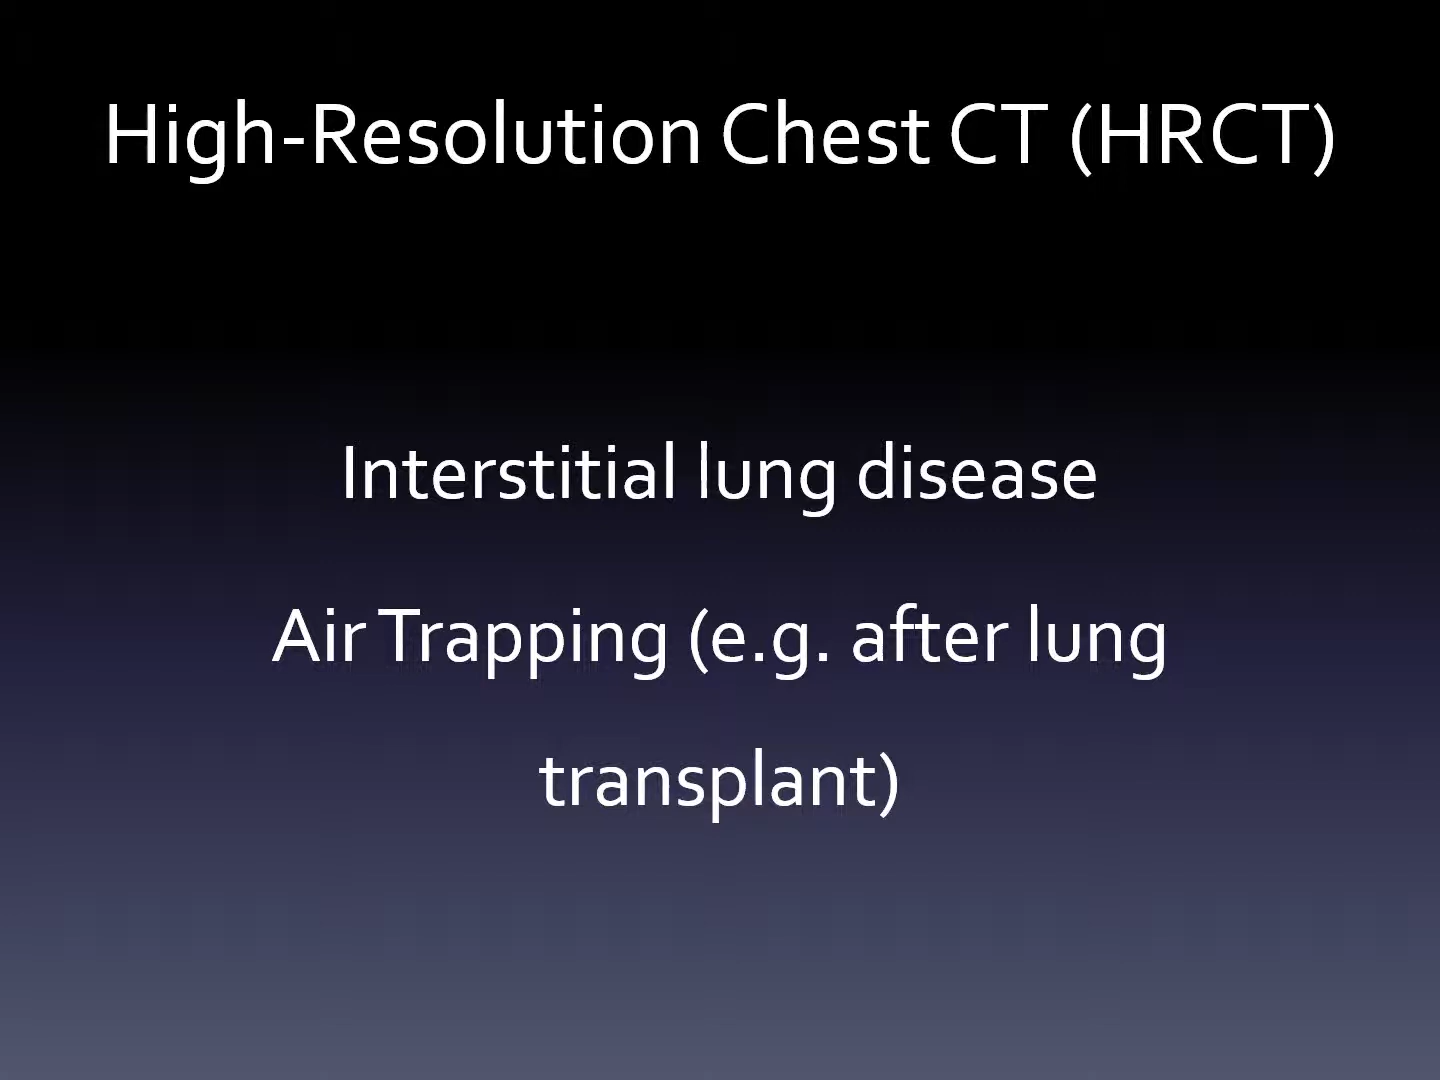 High-Resolution Chest CT (HRCT)
Interstitial lung disease
Air Trapping (e.g. after lung
transplant)